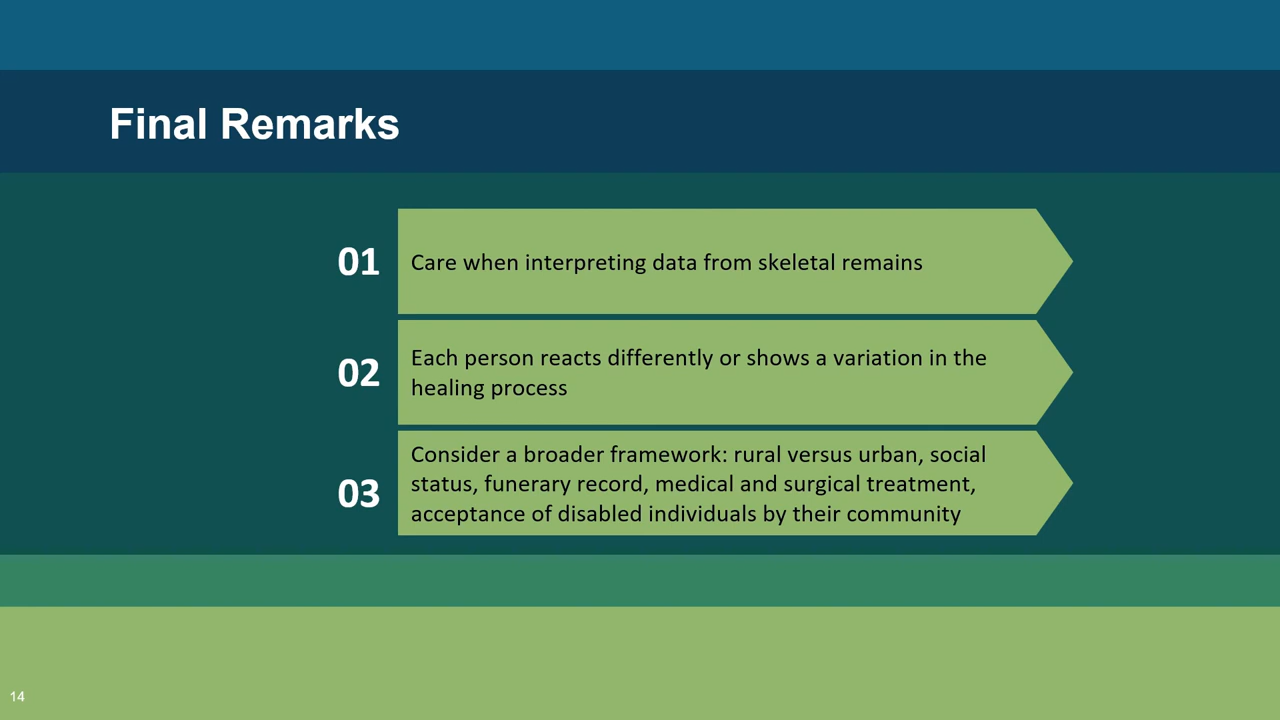 Final Remarks
01
Care when interpreting data from skeletal remains
02
Each person reacts differently or shows a variation in the
healing process
03
Consider a broader framework: rural versus urban, social
status, funerary record, medical and surgical treatment,
acceptance of disabled individuals by their community
14